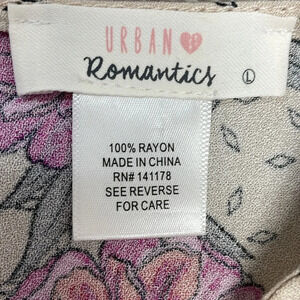 URBAN
Romantics
L
100% RAYON
MADE IN CHINA
RN# 141178
SEE REVERSE
FOR CARE